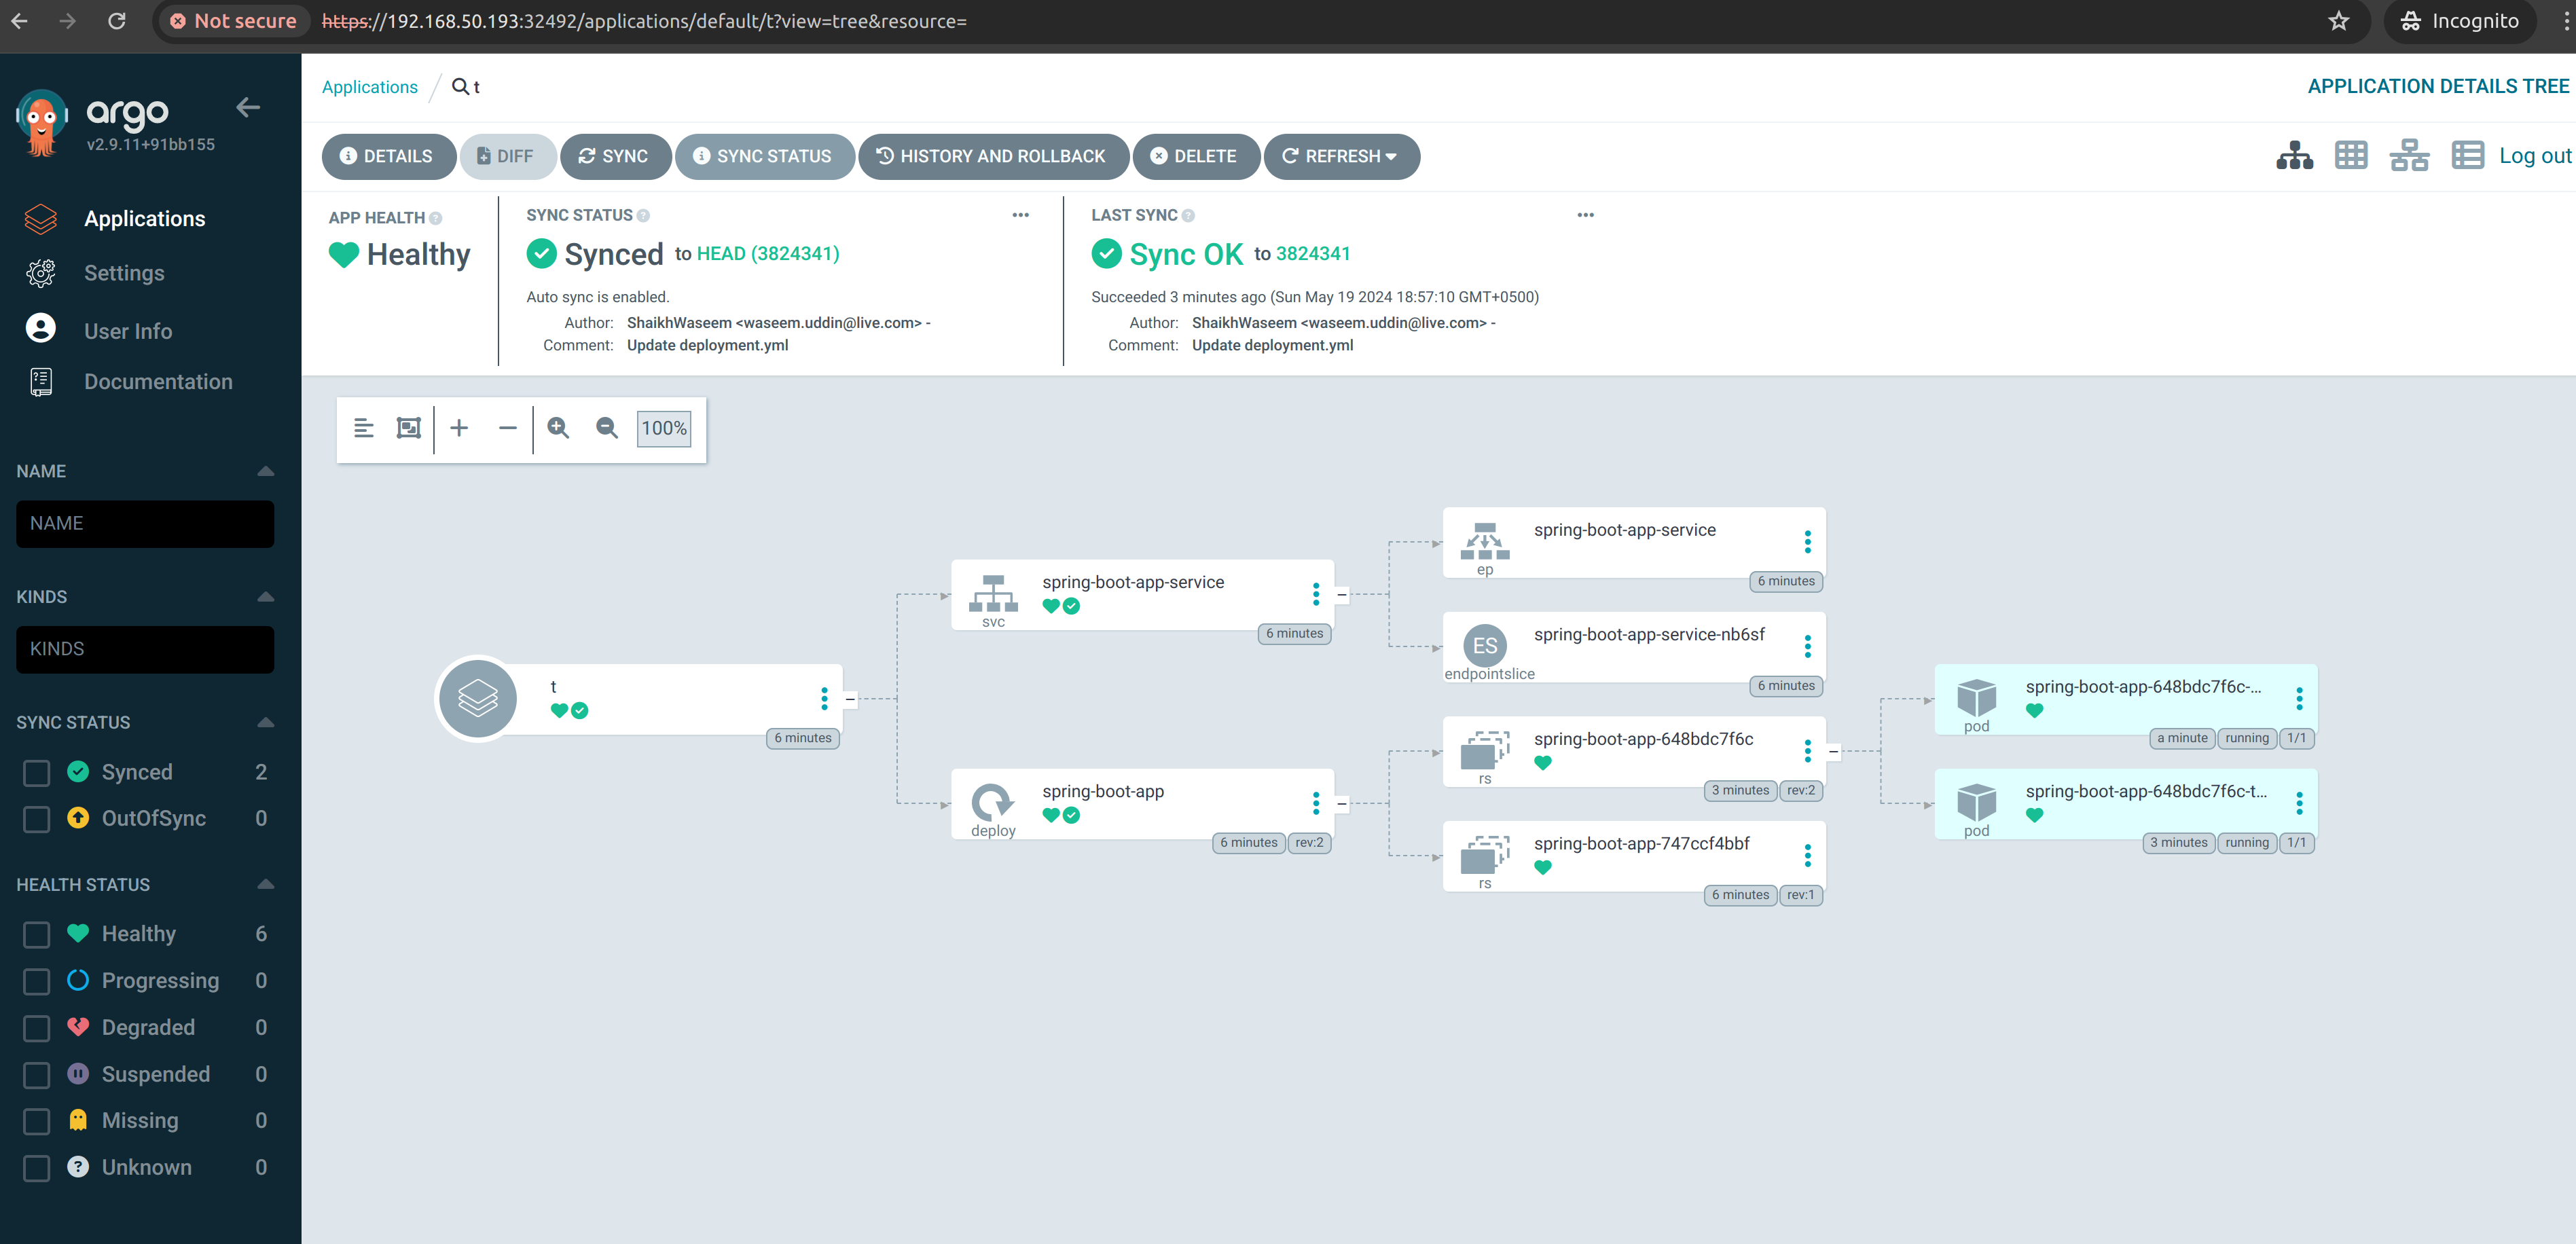 Not secure https://192.168.50.193:32492/applications/default/t?view=tree&resource= Incognito
argo
v2.9.11+91bb155
Applications
Settings
User Info
Documentation
NAME
NAME
KINDS
KINDS
SYNC STATUS
Synced 2
OutOfSync 0
HEALTH STATUS
Healthy 6
Progressing 0
Degraded 0
Suspended 0
Missing 0
Unknown 0
Applications / t APPLICATION DETAILS TREE
DETAILS DIFF SYNC SYNC STATUS HISTORY AND ROLLBACK DELETE REFRESH Log out
APP HEALTH
Healthy
SYNC STATUS
Synced to HEAD (3824341)
Auto sync is enabled.
Author: ShaikhWaseem <waseem.uddin@live.com> -
Comment: Update deployment.yml
LAST SYNC
Sync OK to 3824341
Succeeded 3 minutes ago (Sun May 19 2024 18:57:10 GMT+0500)
Author: ShaikhWaseem <waseem.uddin@live.com> -
Comment: Update deployment.yml
100%
t
6 minutes
spring-boot-app-service
svc
6 minutes
spring-boot-app
deploy
6 minutes rev:2
spring-boot-app-service
ep
6 minutes
ES
spring-boot-app-service-nb6sf
endpointslice
6 minutes
spring-boot-app-648bdc7f6c
rs
3 minutes rev:2
spring-boot-app-747ccf4bbf
rs
6 minutes rev:1
spring-boot-app-648bdc7f6c-...
pod
a minute running 1/1
spring-boot-app-648bdc7f6c-t...
pod
3 minutes running 1/1